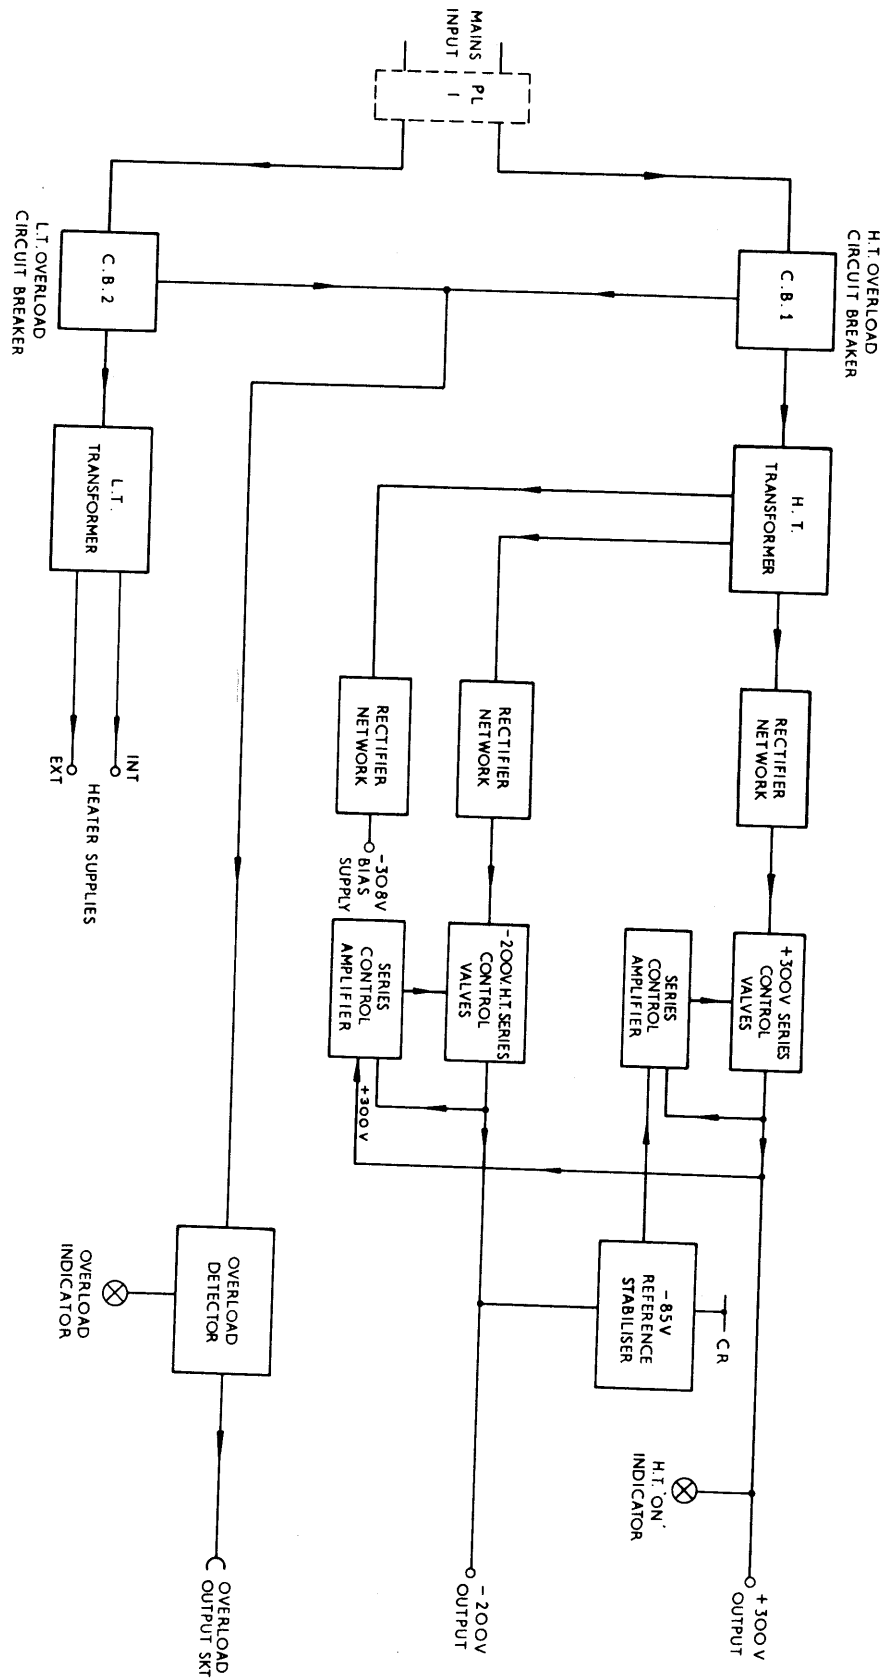 MAINS
INPUT
PL
1
H.T. OVERLOAD
CIRCUIT BREAKER
C.B.1
H.T.
TRANSFORMER
RECTIFIER
NETWORK
+300V SERIES
CONTROL
VALVES
SERIES
CONTROL
AMPLIFIER
-85V
REFERENCE
STABILISER
CR
H.T. 'ON'
INDICATOR
+300V
OUTPUT
RECTIFIER
NETWORK
-200V.H.T.SERIES
CONTROL
VALVES
RECTIFIER
NETWORK
-308V
BIAS
SUPPLY
SERIES
CONTROL
AMPLIFIER
+300V
-200V
OUTPUT
L.T. OVERLOAD
CIRCUIT BREAKER
C.B.2
L.T.
TRANSFORMER
INT
EXT
HEATER SUPPLIES
OVERLOAD
DETECTOR
OVERLOAD
INDICATOR
OVERLOAD
OUTPUT SKT